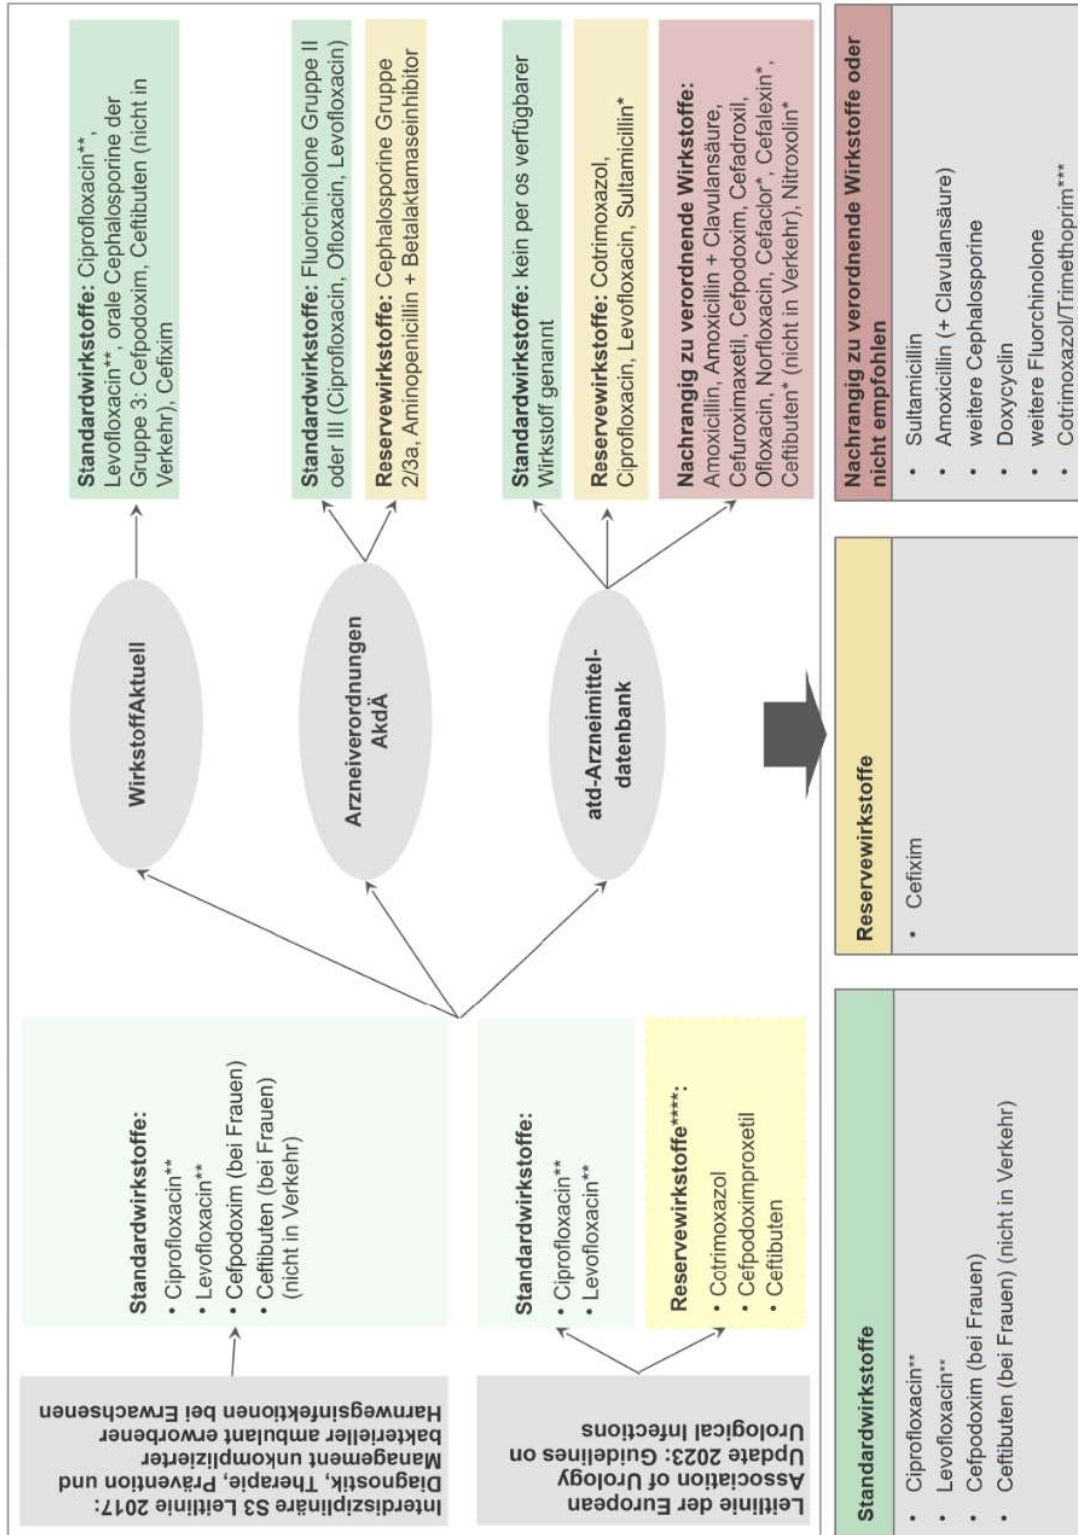 Interdisziplinäre S3 Leitlinie 2017:
Diagnostik, Therapie, Prävention und
Management unkomplizierter
bakterieller ambulant erworbener
Harnwegsinfektionen bei Erwachsenen
Standardwirkstoffe:
• Ciprofloxacin**
• Levofloxacin**
• Cefpodoxim (bei Frauen)
• Ceftibuten (bei Frauen)
(nicht in Verkehr)
Leitlinie der European
Association of Urology
Update 2023: Guidelines on
Urological Infections
Standardwirkstoffe:
• Ciprofloxacin**
• Levofloxacin**
Reservewirkstoffe****:
• Cotrimoxazol
• Cefpodoximproxetil
• Ceftibuten
WirkstoffAktuell
Standardwirkstoffe: Ciprofloxacin**,
Levofloxacin**, orale Cephalosporine der
Gruppe 3: Cefpodoxim, Ceftibuten (nicht in
Verkehr), Cefixim
Arzneiverordnungen
AkdÄ
Standardwirkstoffe: Fluorchinolone Gruppe II
oder III (Ciprofloxacin, Ofloxacin, Levofloxacin)
Reservewirkstoffe: Cephalosporine Gruppe
2/3a, Aminopenicillin + Betalaktamaseinhibitor
atd-Arzneimittel-
datenbank
Standardwirkstoffe: kein per os verfügbarer
Wirkstoff genannt
Reservewirkstoffe: Cotrimoxazol,
Ciprofloxacin, Levofloxacin, Sultamicillin*
Nachrangig zu verordnende Wirkstoffe:
Amoxicillin, Amoxicillin + Clavulansäure,
Cefuroximaxetil, Cefpodoxim, Cefadroxil,
Ofloxacin, Norfloxacin, Cefaclor*, Cefalexin*,
Ceftibuten* (nicht in Verkehr), Nitroxolin*
Standardwirkstoffe
• Ciprofloxacin**
• Levofloxacin**
• Cefpodoxim (bei Frauen)
• Ceftibuten (bei Frauen) (nicht in Verkehr)
Reservewirkstoffe
• Cefixim
Nachrangig zu verordnende Wirkstoffe oder
nicht empfohlen
• Sultamicillin
• Amoxicillin (+ Clavulansäure)
• weitere Cephalosporine
• Doxycyclin
• weitere Fluorchinolone
• Cotrimoxazol/Trimethoprim***